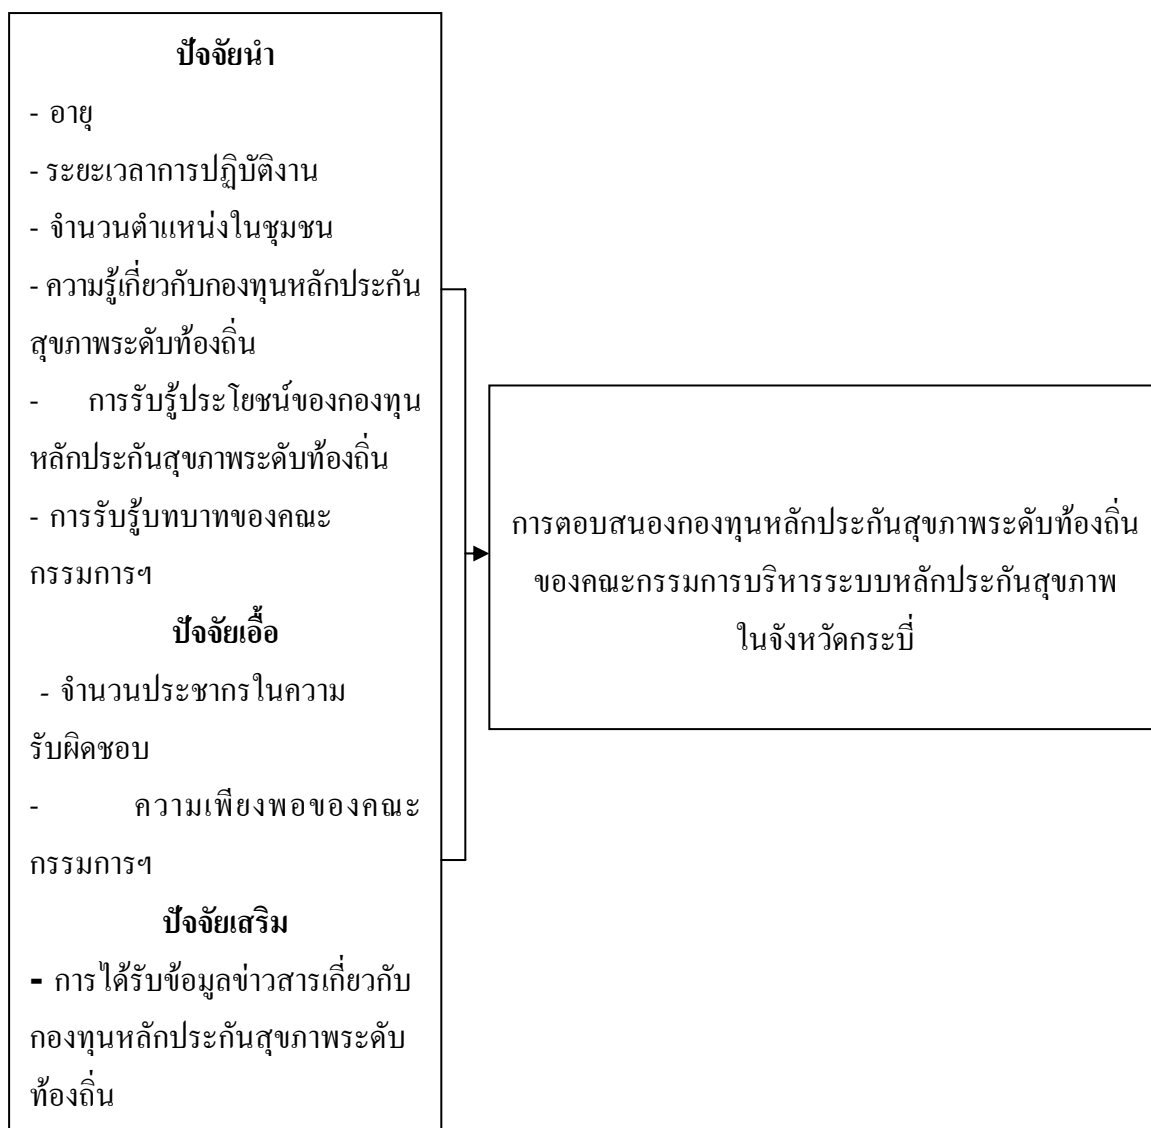 ปัจจัยนำ
- อายุ
- ระยะเวลาการปฏิบัติงาน
- จำนวนตำแหน่งในชุมชน
- ความรู้เกี่ยวกับกองทุนหลักประกัน
สุขภาพระดับท้องถิ่น
- การรับรู้ประโยชน์ของกองทุน
หลักประกันสุขภาพระดับท้องถิ่น
- การรับรู้บทบาทของคณะ
กรรมการฯ
ปัจจัยเอื้อ
- จำนวนประชากรในความ
รับผิดชอบ
- ความเพียงพอของคณะ
กรรมการฯ
ปัจจัยเสริม
- การได้รับข้อมูลข่าวสารเกี่ยวกับ
กองทุนหลักประกันสุขภาพระดับ
ท้องถิ่น
การตอบสนองกองทุนหลักประกันสุขภาพระดับท้องถิ่น
ของคณะกรรมการบริหารระบบหลักประกันสุขภาพ
ในจังหวัดกระบี่